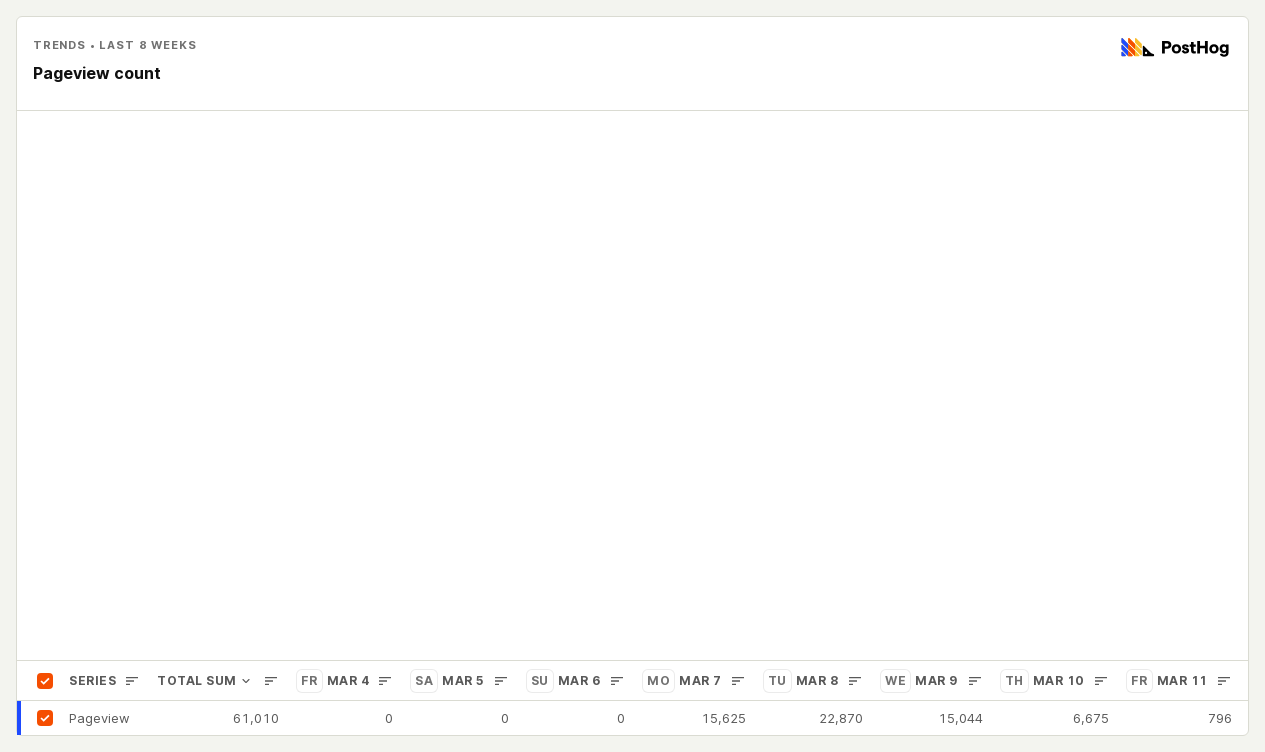 TRENDS • LAST 8 WEEKS
PostHog
Pageview count
SERIES TOTAL SUM FR MAR 4 SA MAR 5 SU MAR 6 MO MAR 7 TU MAR 8 WE MAR 9 TH MAR 10 FR MAR 11
Pageview 61,010 0 0 0 15,625 22,870 15,044 6,675 796